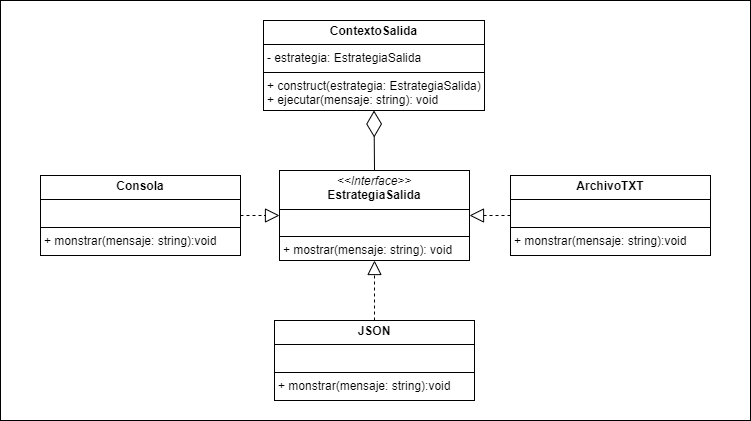 ContextoSalida
- estrategia: EstrategiaSalida
+ construct(estrategia: EstrategiaSalida)
+ ejecutar(mensaje: string): void
Consola
+ monstrar(mensaje: string):void
<<Interface>>
EstrategiaSalida
+ mostrar(mensaje: string): void
ArchivoTXT
+ monstrar(mensaje: string):void
JSON
+ monstrar(mensaje: string):void